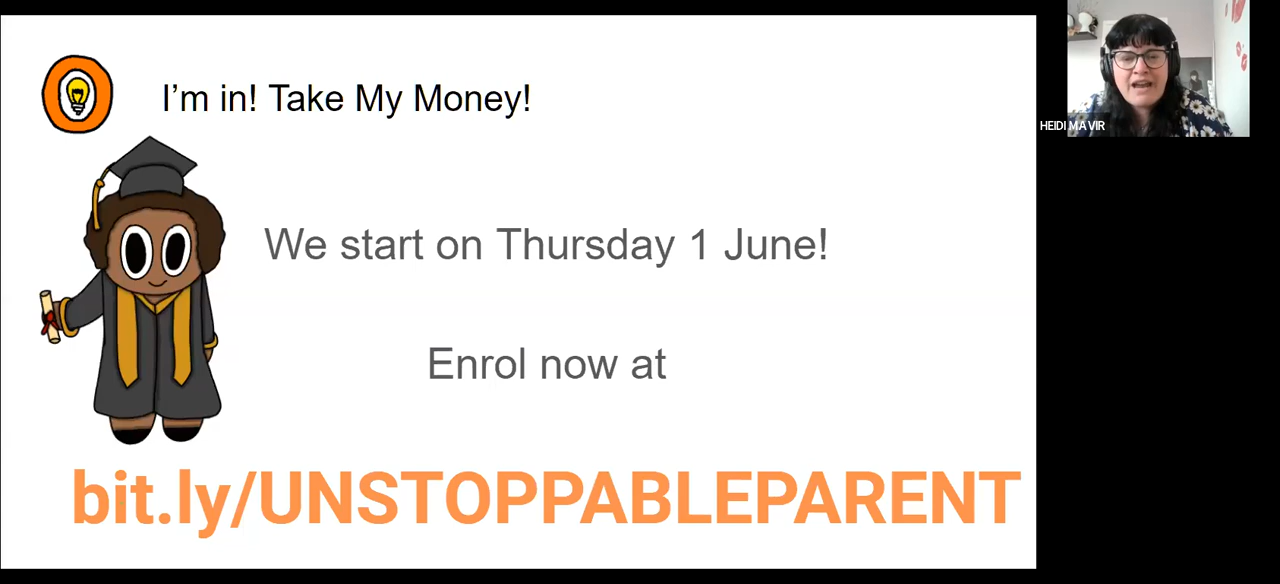 I'm in! Take My Money!
HEIDI MAVIR
We start on Thursday 1 June!
Enrol now at
bit.ly/UNSTOPPABLEPARENT